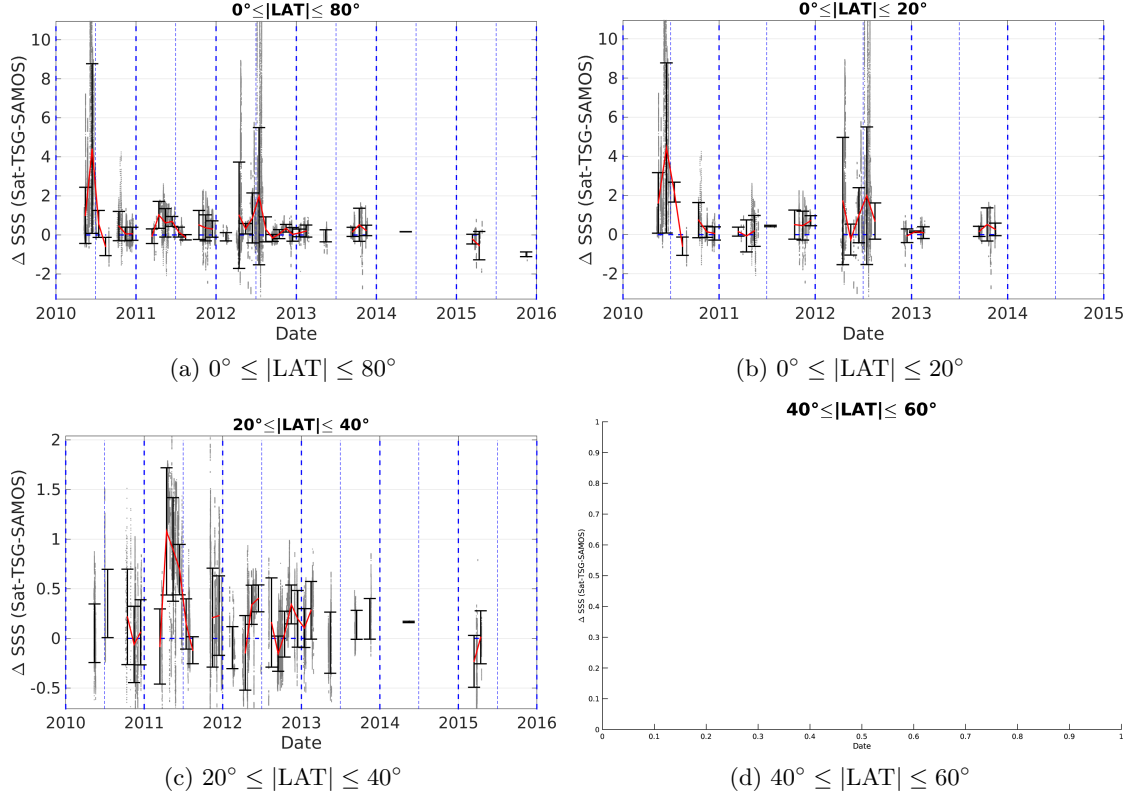 0°≤|LAT|≤ 80°
Δ SSS (Sat-TSG-SAMOS)
10
8
6
4
2
0
-2
2010 2011 2012 2013 2014 2015 2016
Date
(a) 0° ≤ |LAT| ≤ 80°
0°≤|LAT|≤ 20°
Δ SSS (Sat-TSG-SAMOS)
10
8
6
4
2
0
-2
2010 2011 2012 2013 2014 2015
Date
(b) 0° ≤ |LAT| ≤ 20°
20°≤|LAT|≤ 40°
Δ SSS (Sat-TSG-SAMOS)
2
1.5
1
0.5
0
-0.5
2010 2011 2012 2013 2014 2015 2016
Date
(c) 20° ≤ |LAT| ≤ 40°
40°≤|LAT|≤ 60°
Δ SSS (Sat-TSG-SAMOS)
1
0.9
0.8
0.7
0.6
0.5
0.4
0.3
0.2
0.1
0
0 0.1 0.2 0.3 0.4 0.5 0.6 0.7 0.8 0.9 1
Date
(d) 40° ≤ |LAT| ≤ 60°